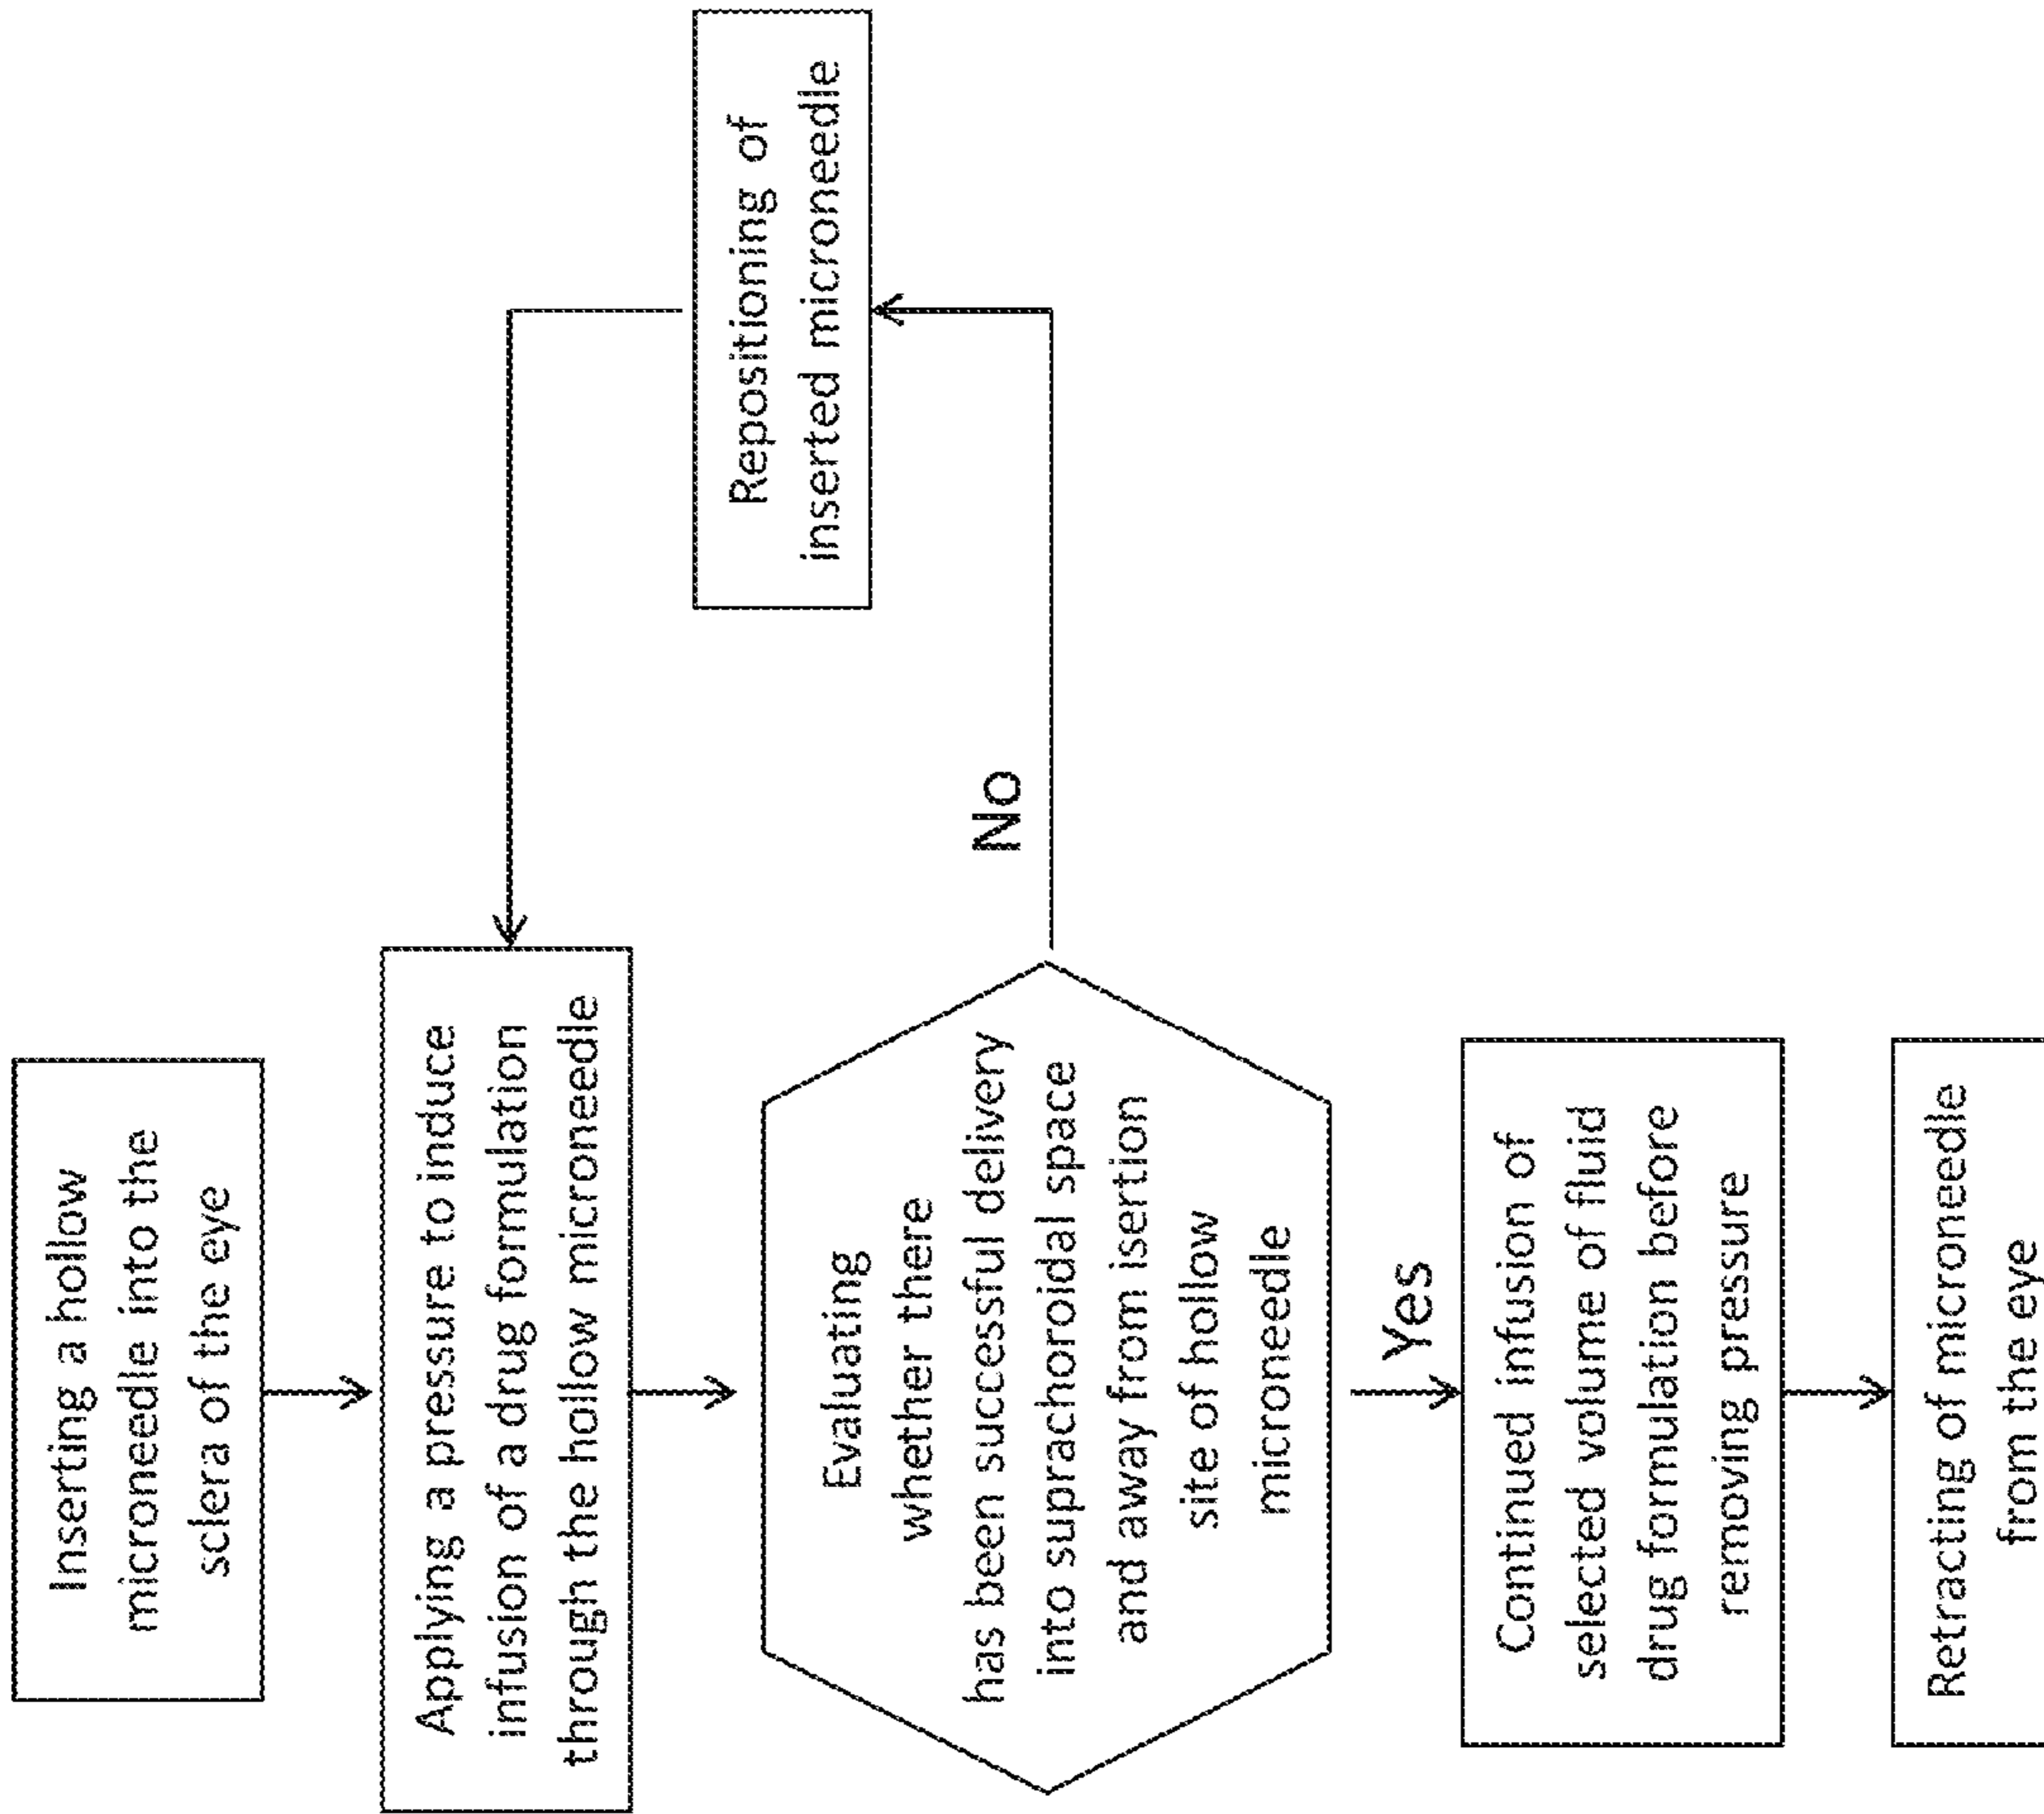 Inserting a hollow
microneedle into the
sclera of the eye
Applying a pressure to induce
infusion of a drug formulation
through the hollow microneedle
Repositioning of
inserted microneedle
Evaluating
whether there
has been successful delivery
into suprachoroidal space
and away from isertion
site of hollow
microneedle
No
Yes
Continued infusion of
selected volume of fluid
drug formulation before
removing pressure
Retracting of microneedle
from the eye